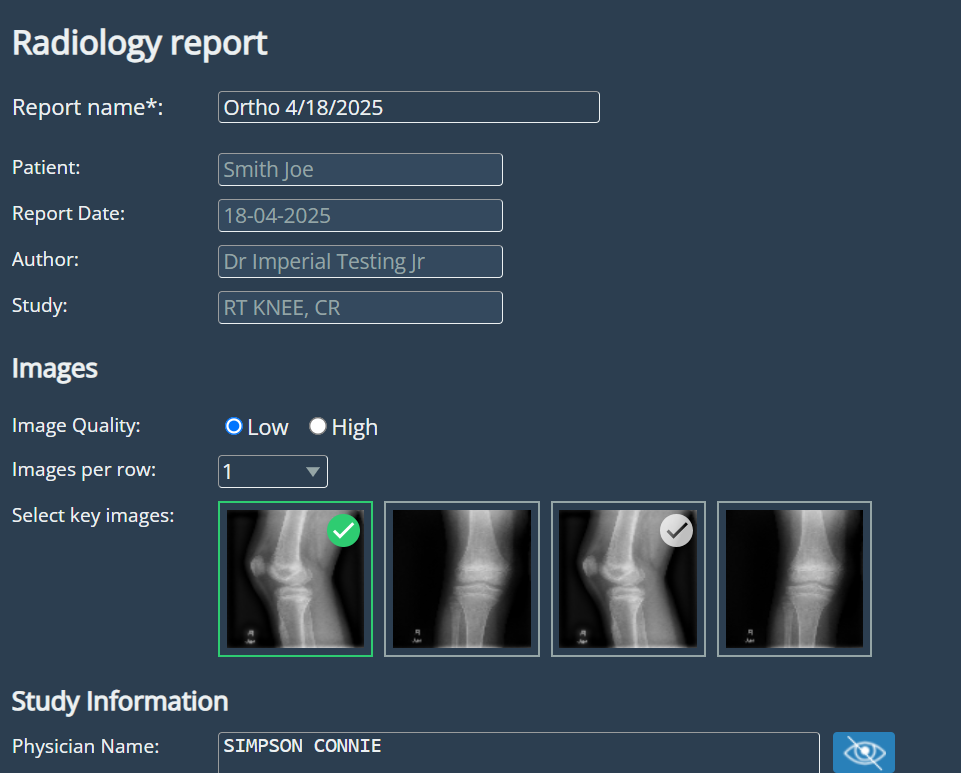 Radiology report
Report name*: Ortho 4/18/2025
Patient: Smith Joe
Report Date: 18-04-2025
Author: Dr Imperial Testing Jr
Study: RT KNEE, CR
Images
Image Quality: Low High
Images per row: 1
Select key images:
Study Information
Physician Name: SIMPSON CONNIE